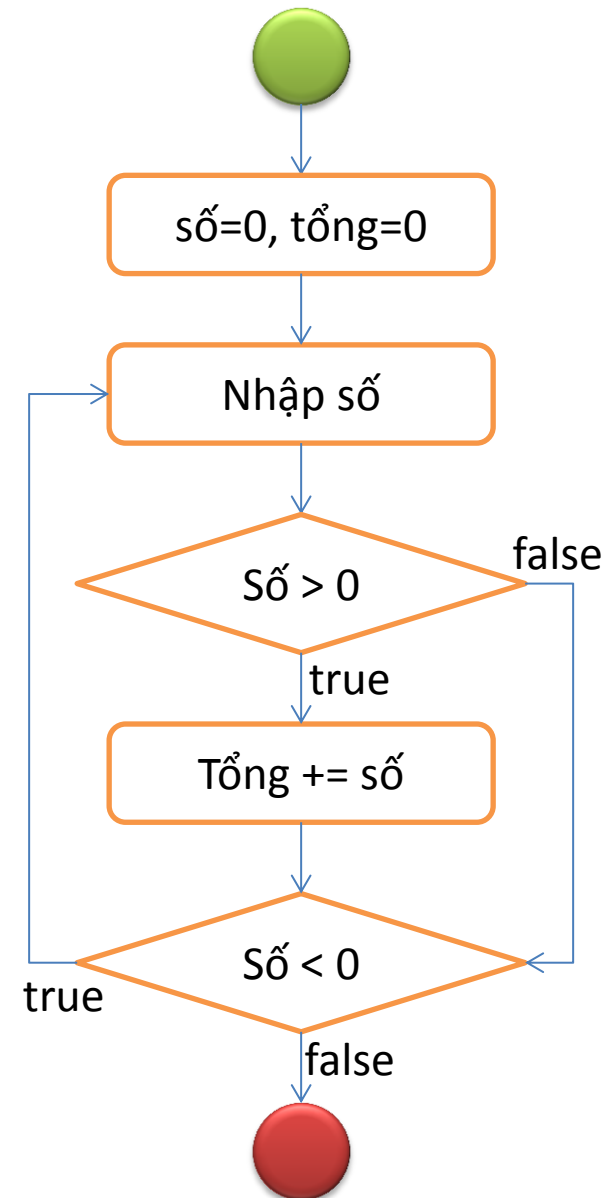 số=0, tổng=0
Nhập số
Số > 0
false
true
Tổng += số
Số < 0
true
false